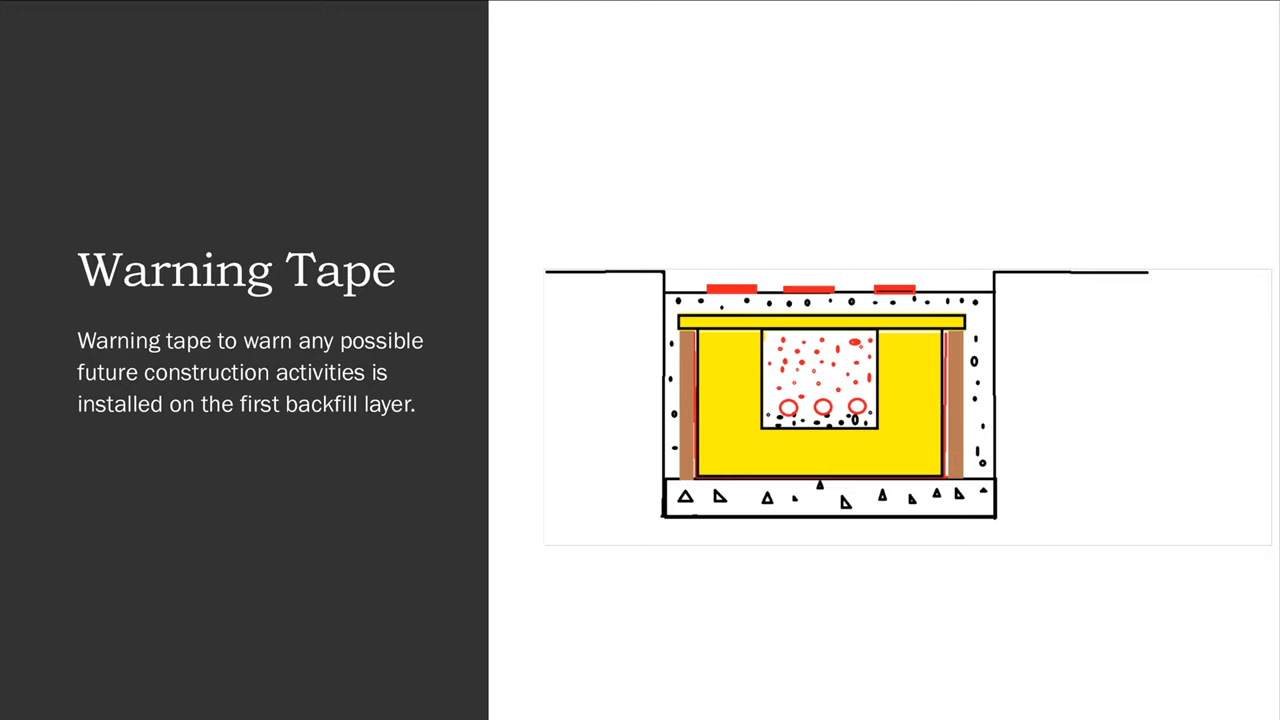 Warning Tape
Warning tape to warn any possible
future construction activities is
installed on the first backfill layer.